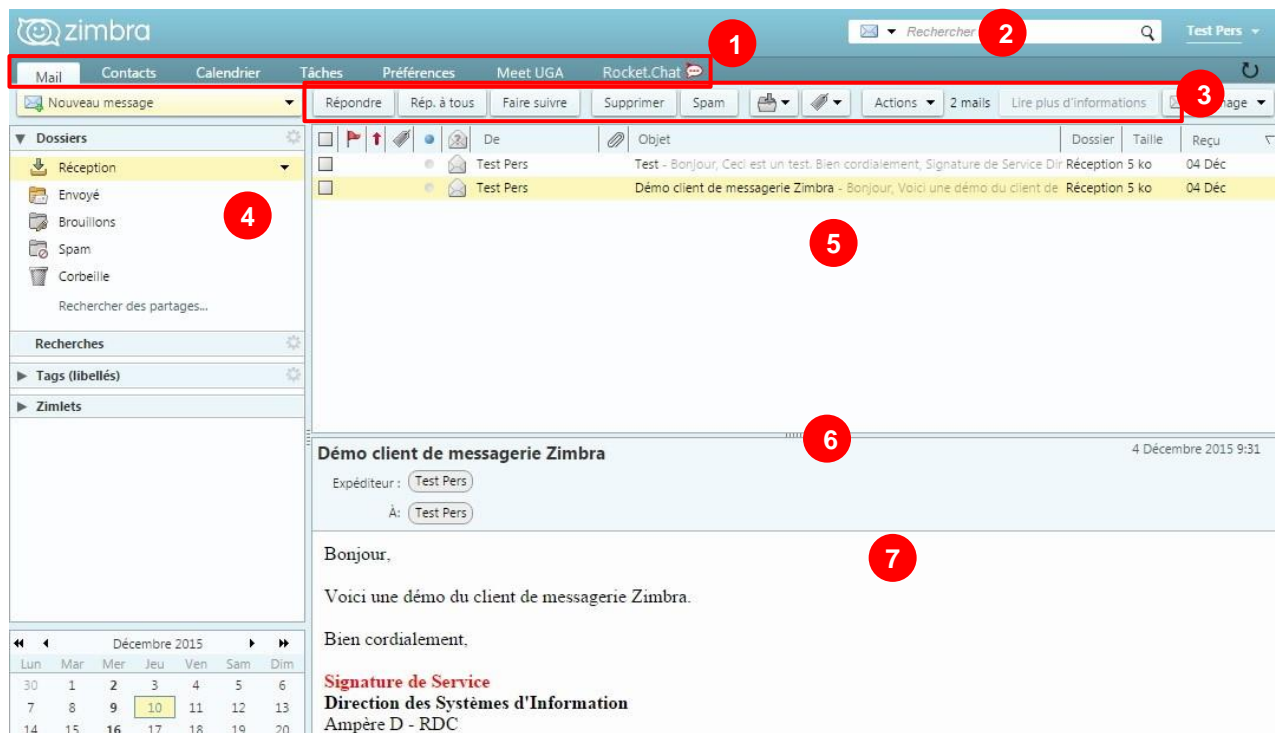 zimbra
1
Rechercher
2
Test Pers
Mail Contacts Calendrier Tâches Préférences Meet UGA Rocket.Chat
Nouveau message
Répondre Rép. à tous Faire suivre Supprimer Spam Actions 2 mails Lire plus d'informations
3
Dossiers
De Objet Dossier Taille Reçu
Réception
Test Pers Test - Bonjour, Ceci est un test. Bien cordialement, Signature de Service Dir Réception 5 ko 04 Déc
Envoyé
Test Pers Démo client de messagerie Zimbra - Bonjour, Voici une démo du client de Réception 5 ko 04 Déc
Brouillons
4
Spam
5
Corbeille
Rechercher des partages...
Recherches
Tags (libellés)
Zimlets
6
Démo client de messagerie Zimbra
4 Décembre 2015 9:31
Expéditeur : Test Pers
À: Test Pers
7
Bonjour,
Voici une démo du client de messagerie Zimbra.
Bien cordialement,
Signature de Service
Direction des Systèmes d'Information
Ampère D - RDC
Décembre 2015
Lun Mar Mer Jeu Ven Sam Dim
30 1 2 3 4 5 6
7 8 9 10 11 12 13
14 15 16 17 18 19 20